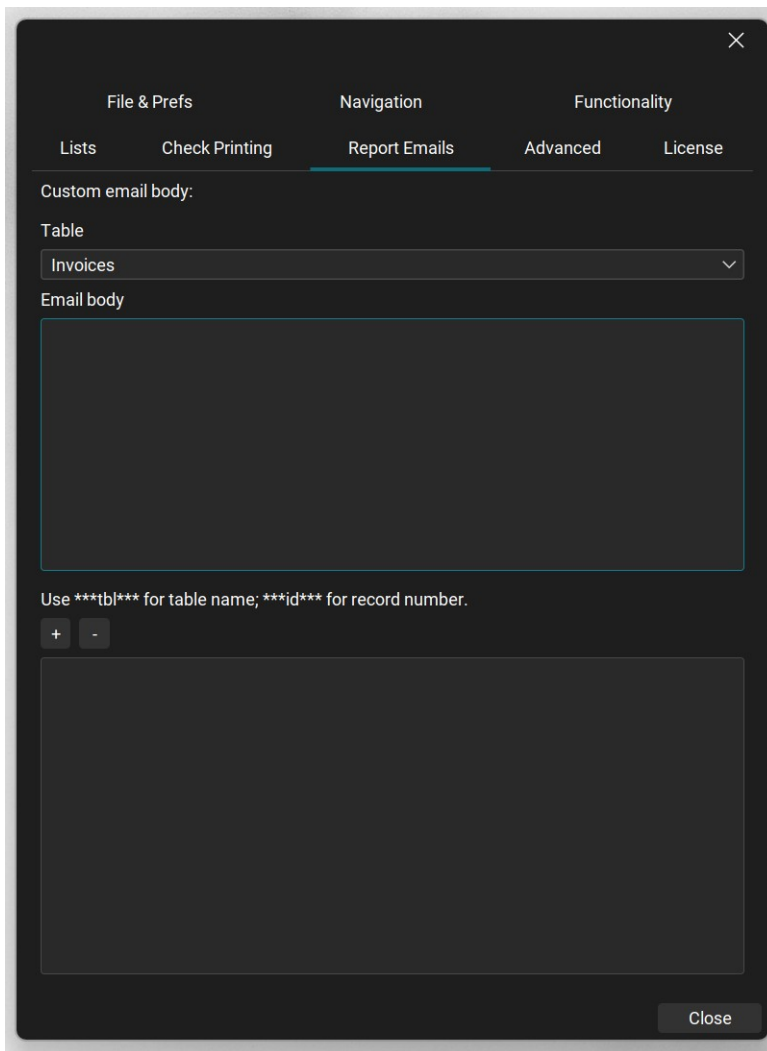 File & Prefs Navigation Functionality
Lists Check Printing Report Emails Advanced License
Custom email body:
Table
Invoices
Email body
Use ***tbl*** for table name; ***id*** for record number.
+ -
Close